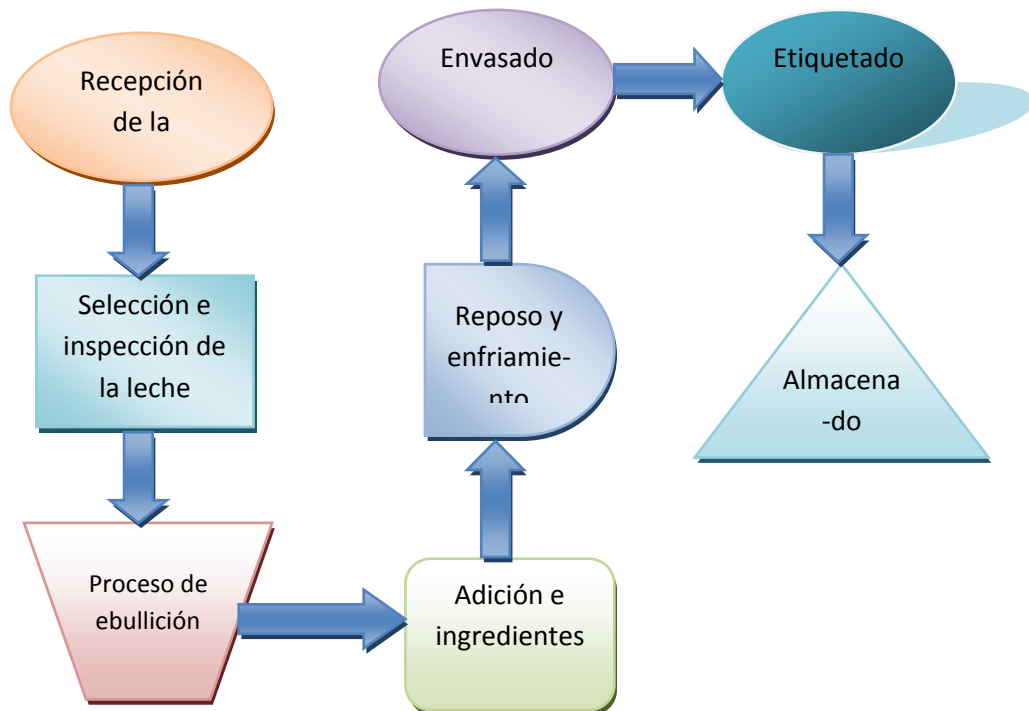 Recepción
de la
Selección e
inspección de
la leche
Proceso de
ebullición
Adición e
ingredientes
Reposo y
enfriamie-
nto
Envasado
Etiquetado
Almacena
-do